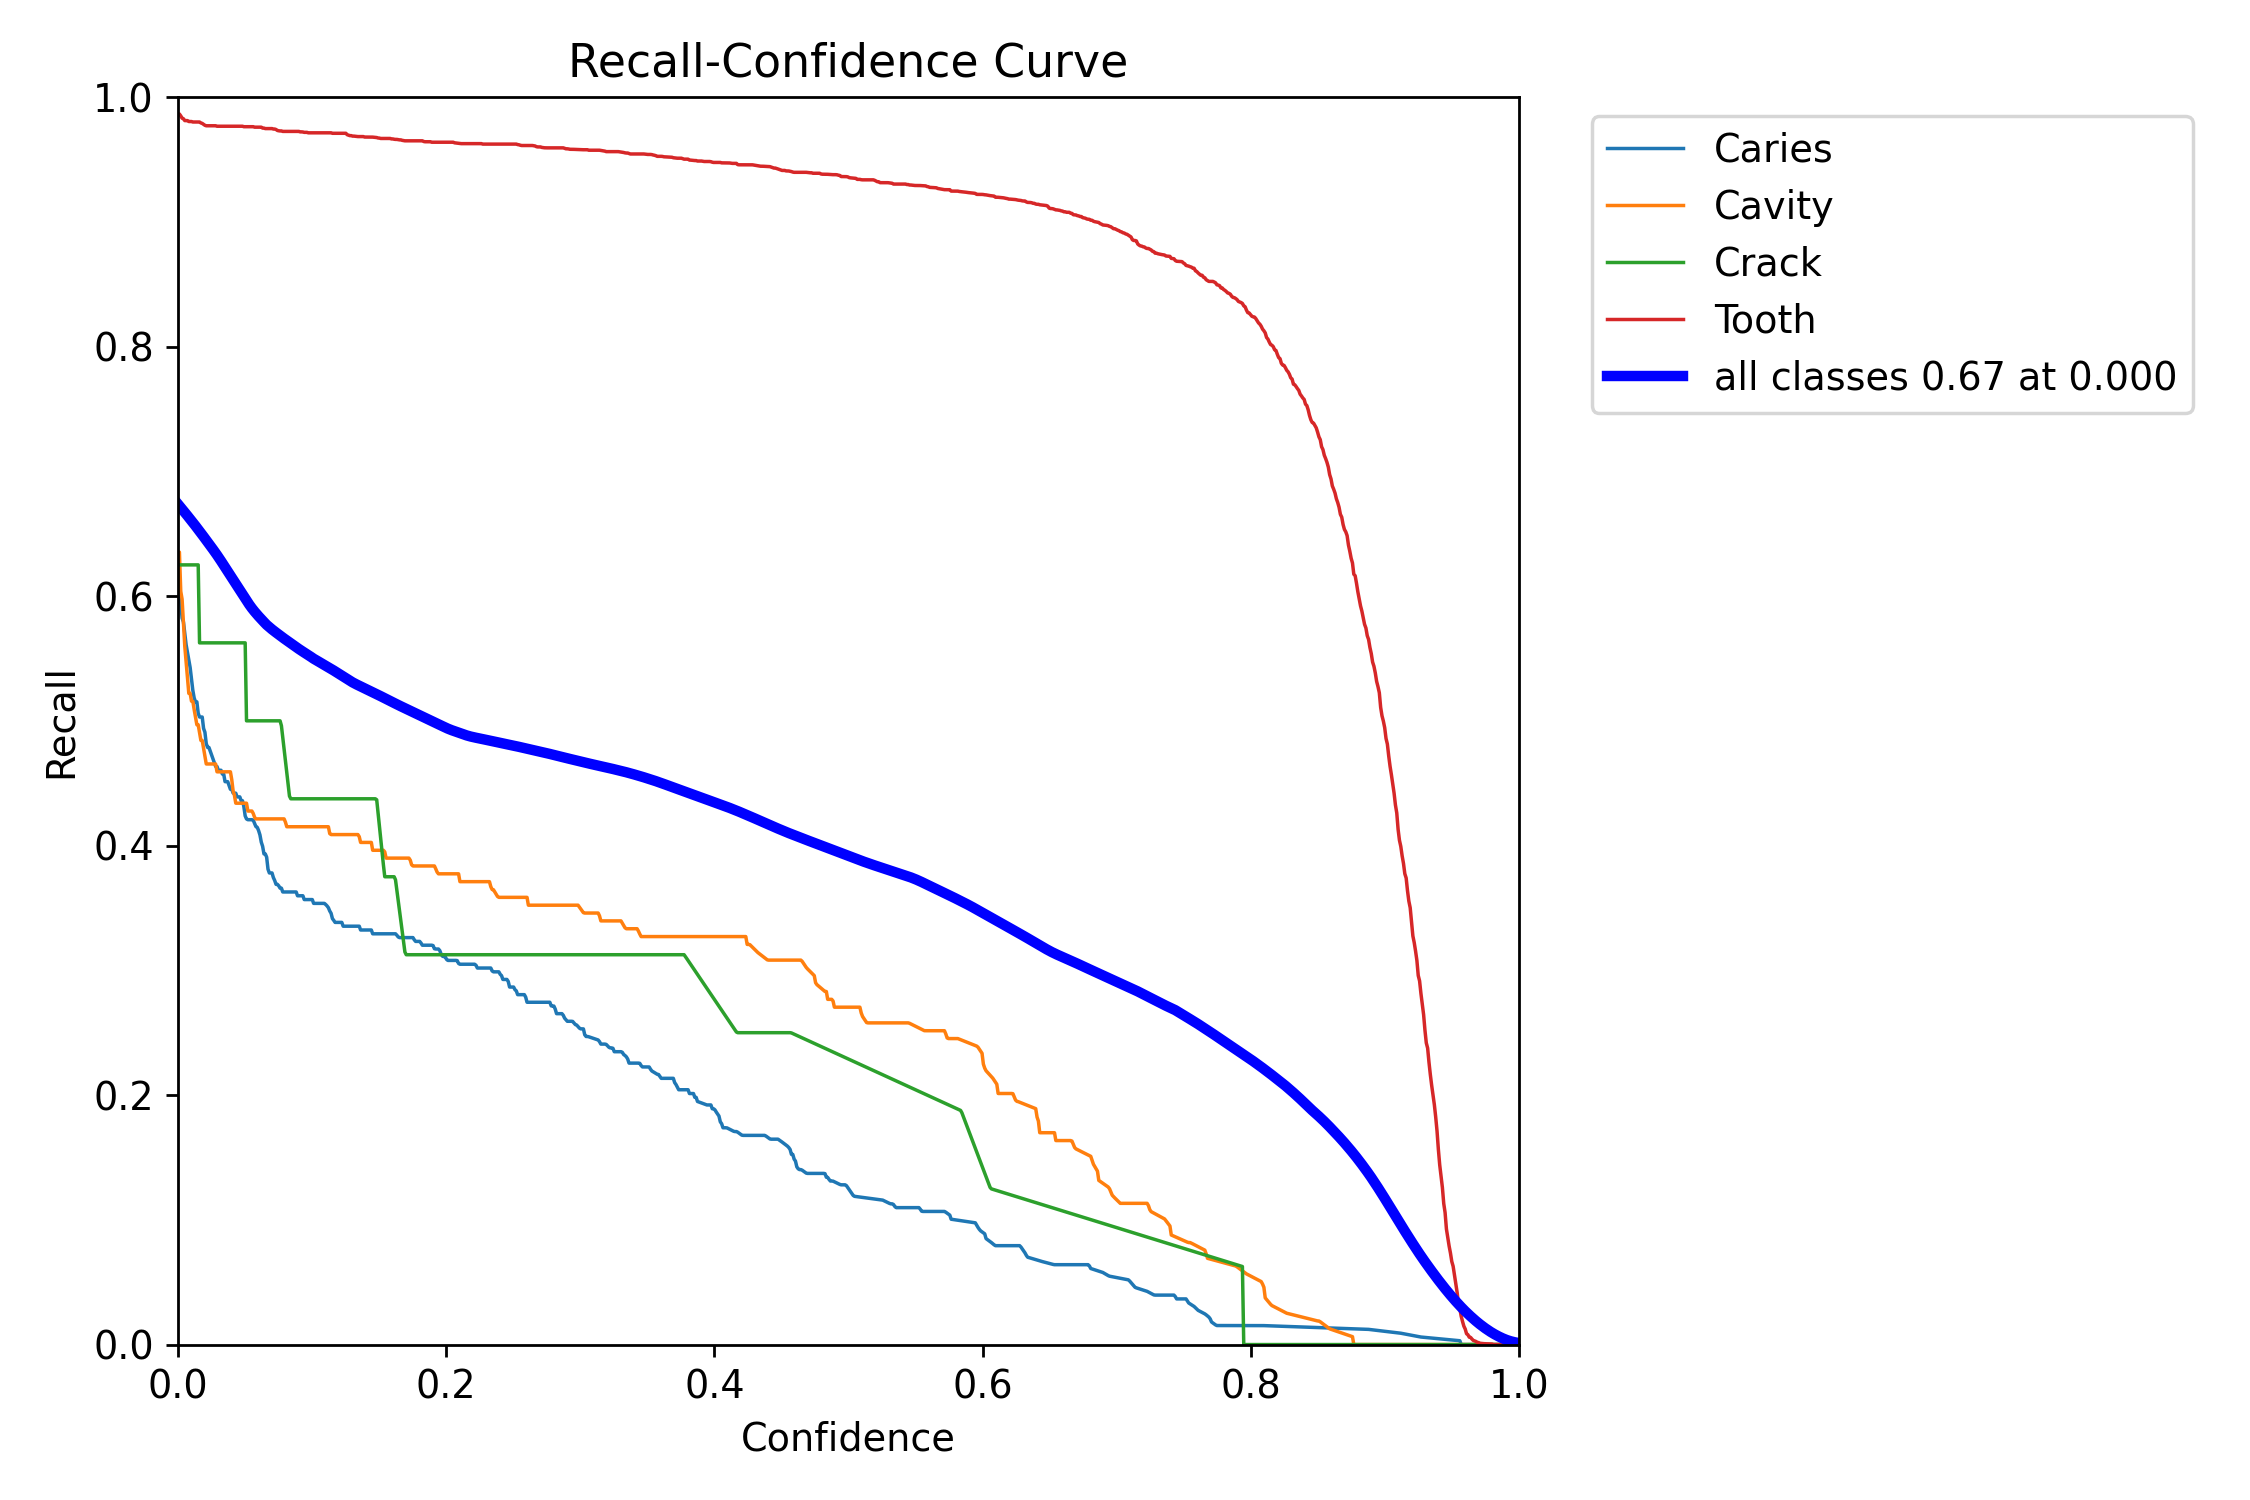 Recall-Confidence Curve
1.0
0.8
0.6
0.4
0.2
0.0
Recall
0.0 0.2 0.4 0.6 0.8 1.0
Confidence
Caries
Cavity
Crack
Tooth
all classes 0.67 at 0.000